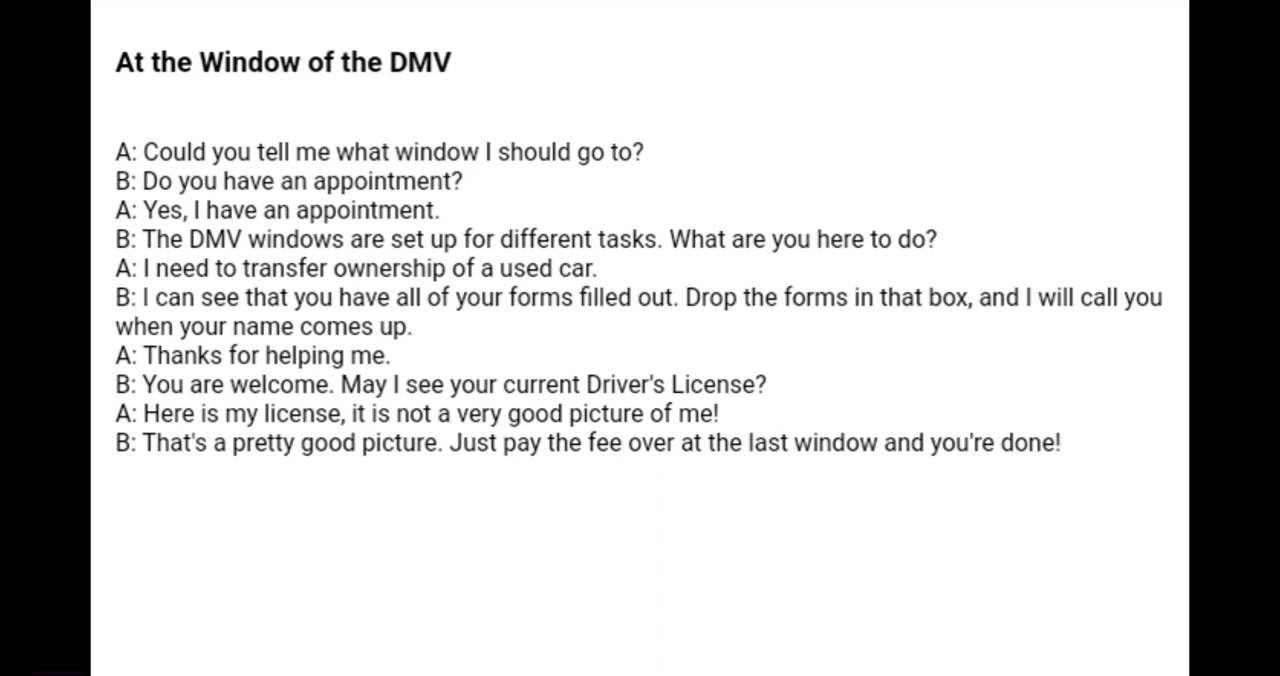 At the Window of the DMV
A: Could you tell me what window I should go to?
B: Do you have an appointment?
A: Yes, I have an appointment.
B: The DMV windows are set up for different tasks. What are you here to do?
A: I need to transfer ownership of a used car.
B: I can see that you have all of your forms filled out. Drop the forms in that box, and I will call you
when your name comes up.
A: Thanks for helping me.
B: You are welcome. May I see your current Driver's License?
A: Here is my license, it is not a very good picture of me!
B: That's a pretty good picture. Just pay the fee over at the last window and you're done!